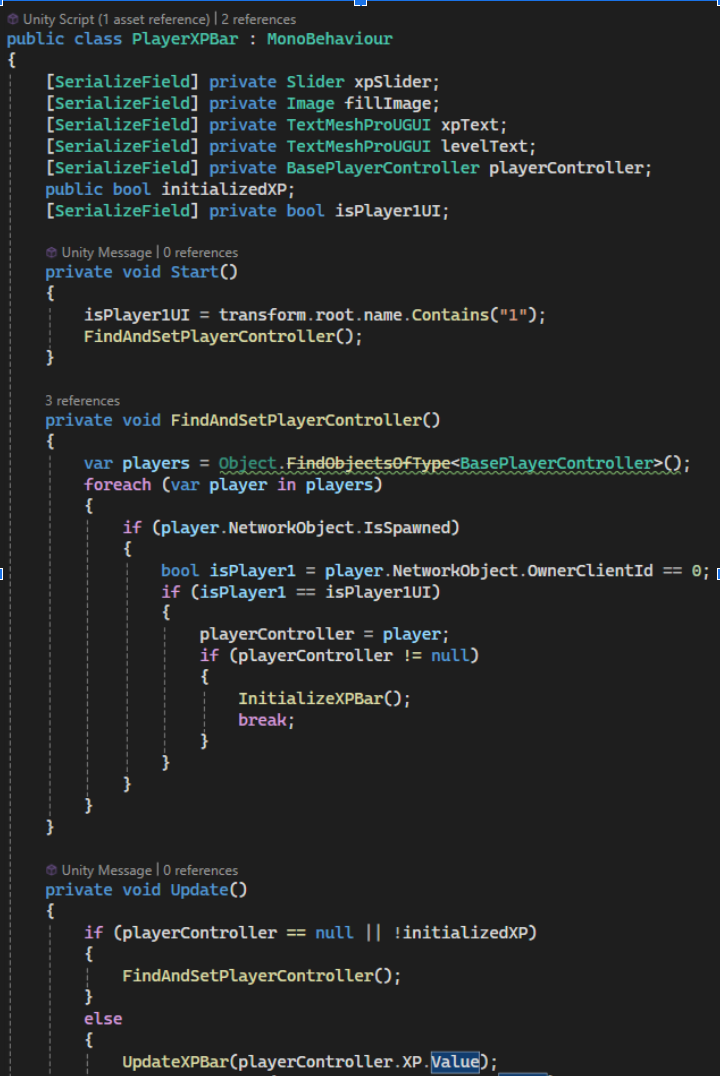 Unity Script (1 asset reference) | 2 references
public class PlayerXPBar : MonoBehaviour
{
[SerializeField] private Slider xpSlider;
[SerializeField] private Image fillImage;
[SerializeField] private TextMeshProUGUI xpText;
[SerializeField] private TextMeshProUGUI levelText;
[SerializeField] private BasePlayerController playerController;
public bool initializedXP;
[SerializeField] private bool isPlayer1UI;
Unity Message | 0 references
private void Start()
{
isPlayer1UI = transform.root.name.Contains("1");
FindAndSetPlayerController();
}
3 references
private void FindAndSetPlayerController()
{
var players = Object.FindObjectsOfType<BasePlayerController>();
foreach (var player in players)
{
if (player.NetworkObject.IsSpawned)
{
bool isPlayer1 = player.NetworkObject.OwnerClientId == 0;
if (isPlayer1 == isPlayer1UI)
{
playerController = player;
if (playerController != null)
{
InitializeXPBar();
break;
}
}
}
}
}
Unity Message | 0 references
private void Update()
{
if (playerController == null || !initializedXP)
{
FindAndSetPlayerController();
}
else
{
UpdateXPBar(playerController.XP.Value);